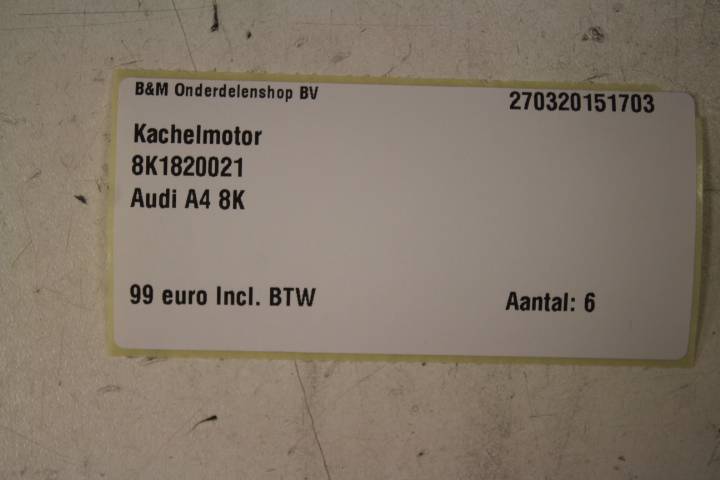 B&M Onderdelenshop BV
270320151703
Kachelmotor
8K1820021
Audi A4 8K
99 euro Incl. BTW
Aantal: 6